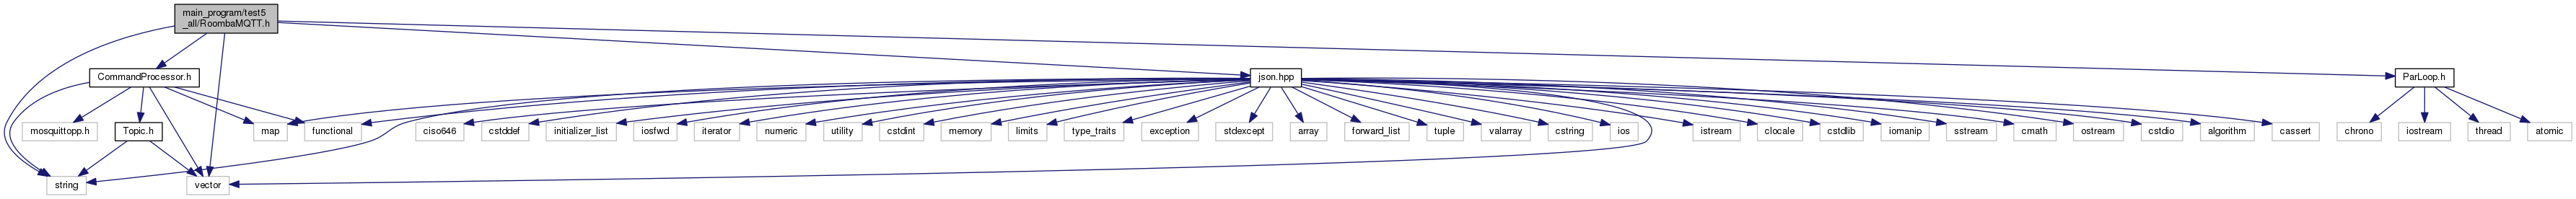 main_program/test5
_all/RoombaMQTT.h
CommandProcessor.h
json.hpp
ParLoop.h
mosquittopp.h
Topic.h
map
functional
ciso646
cstddef
initializer_list
iosfwd
iterator
numeric
utility
cstdint
memory
limits
type_traits
exception
stdexcept
array
forward_list
tuple
valarray
cstring
ios
istream
clocale
cstdlib
iomanip
sstream
cmath
ostream
cstdio
algorithm
cassert
chrono
iostream
thread
atomic
string
vector